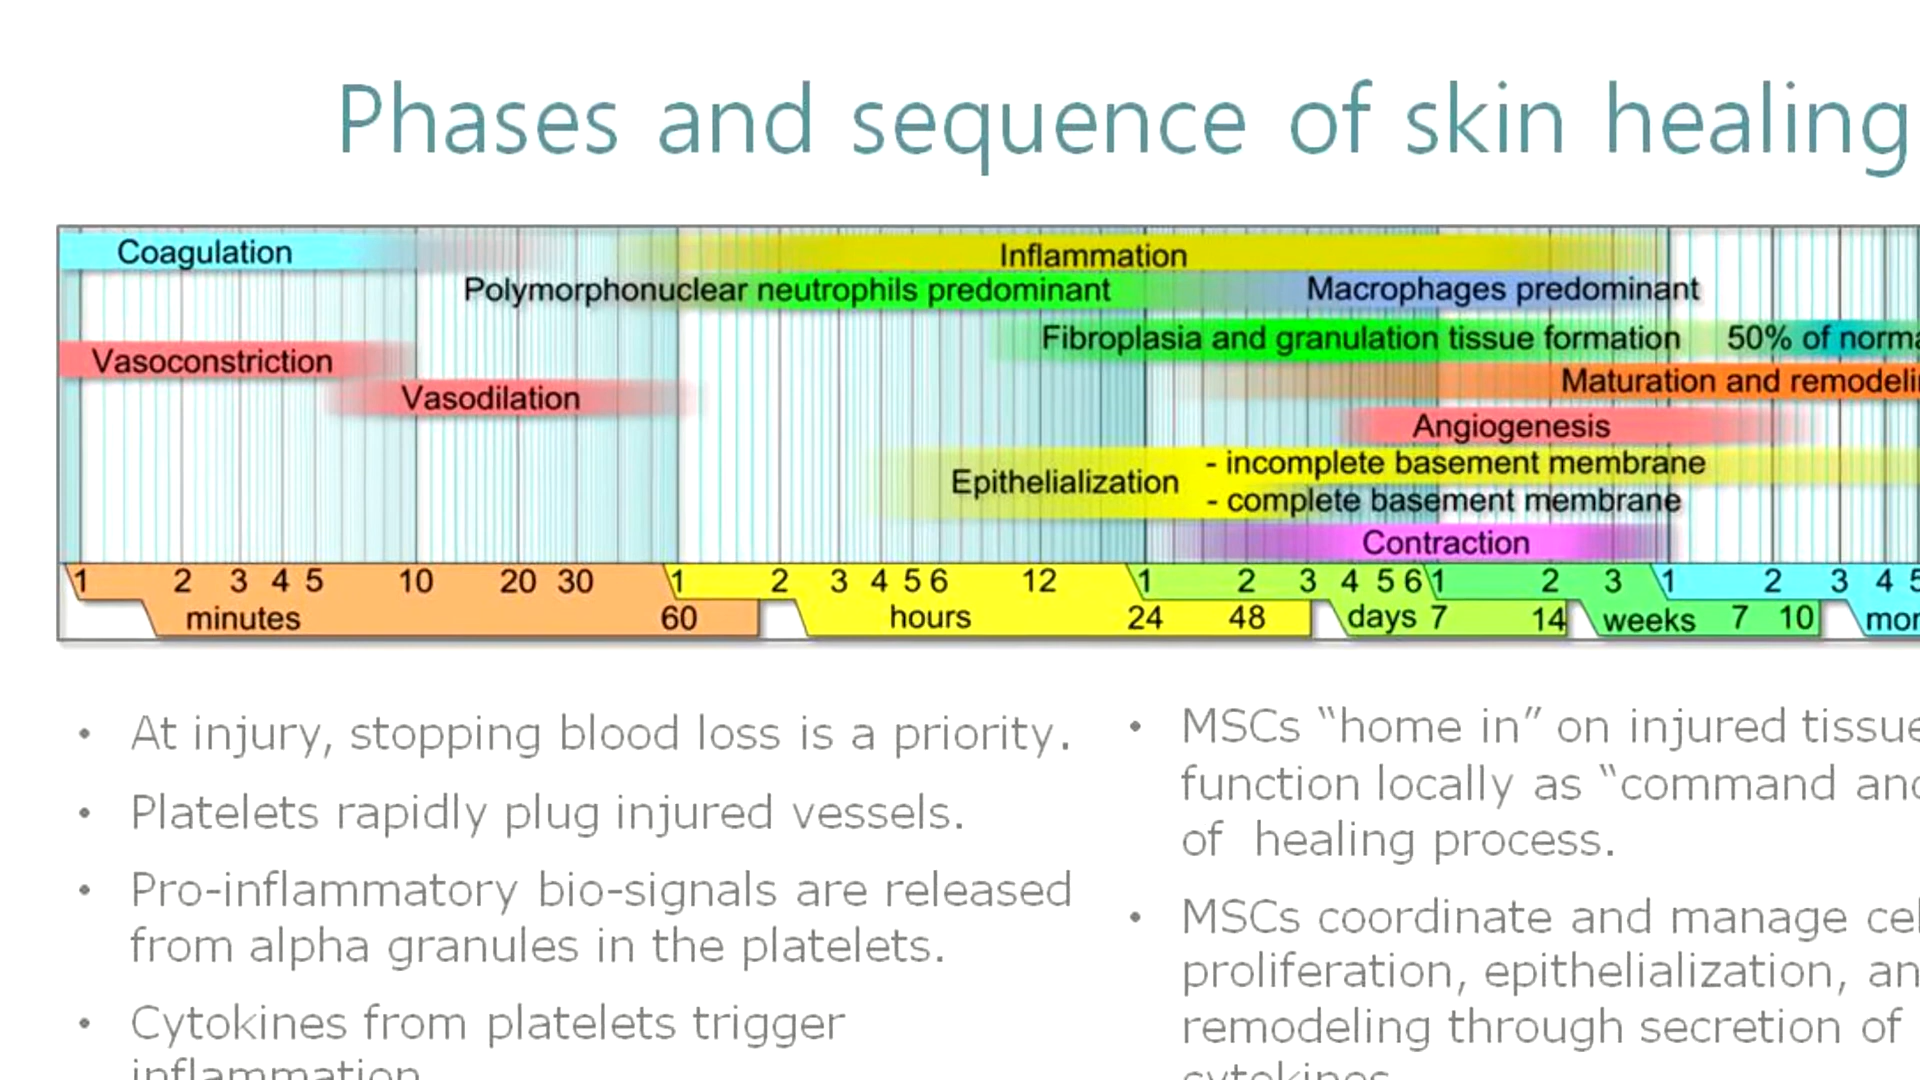 Phases and sequence of skin healing
Coagulation
Inflammation
Polymorphonuclear neutrophils predominant
Macrophages predominant
Fibroplasia and granulation tissue formation
50% of norma
Vasoconstriction
Maturation and remodelin
Vasodilation
Angiogenesis
Epithelialization
- incomplete basement membrane
- complete basement membrane
Contraction
1 2 3 4 5 10 20 30 1 2 3 4 5 6 12 1 2 3 4 5 6 1 2 3 1 2 3 4 5
minutes 60 hours 24 48 days 7 14 weeks 7 10 mon
• At injury, stopping blood loss is a priority.
• Platelets rapidly plug injured vessels.
• Pro-inflammatory bio-signals are released
from alpha granules in the platelets.
• Cytokines from platelets trigger
inflammation
• MSCs “home in” on injured tissue
function locally as “command and
of healing process.
• MSCs coordinate and manage cel
proliferation, epithelialization, an
remodeling through secretion of
cytokines